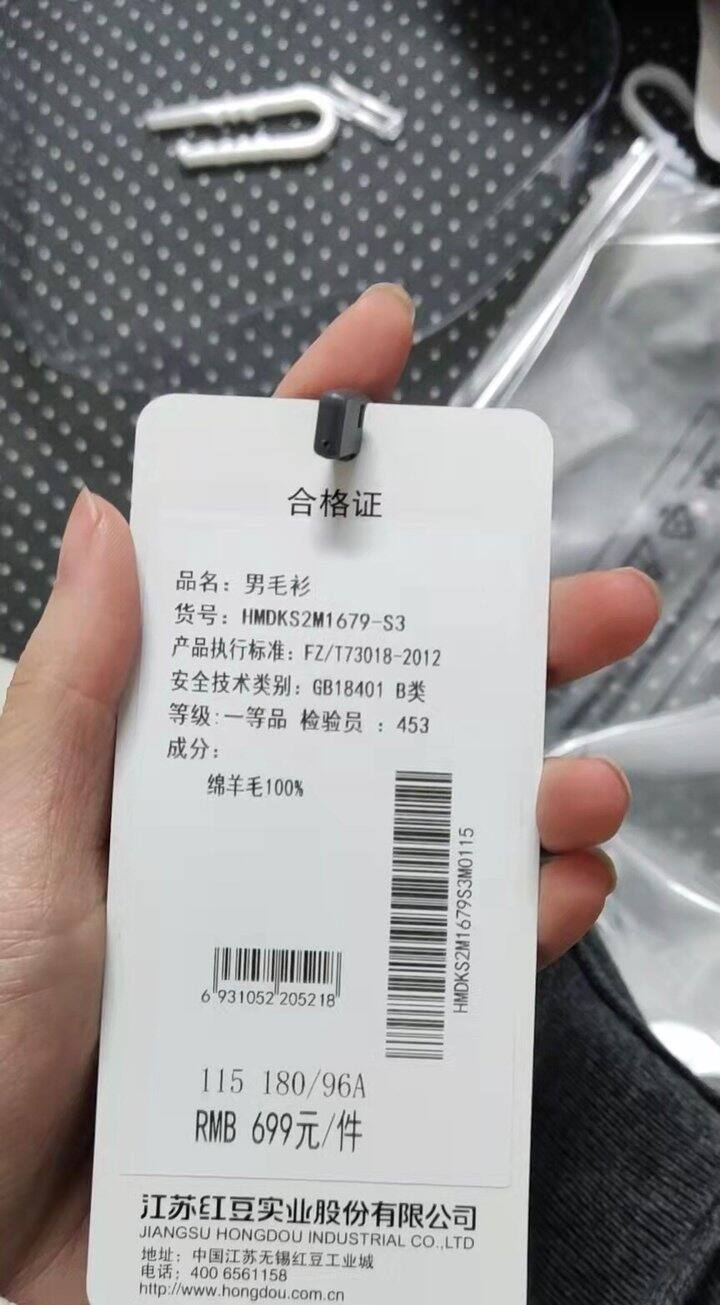 合格证
品名：男毛衫
货号：HMDKS2M1679-S3
产品执行标准：FZ/T73018-2012
安全技术类别：GB18401 B类
等级:一等品 检验员 ：453
成分：
绵羊毛100%
HMDKS2M1679S3M0115
6 931052 205218
115 180/96A
RMB 699元/件
江苏红豆实业股份有限公司
JIANGSU HONGDOU INDUSTRIAL CO.,LTD
地址：中国江苏无锡红豆工业城
电话：400 6561158
http://www.hongdou.com.cn